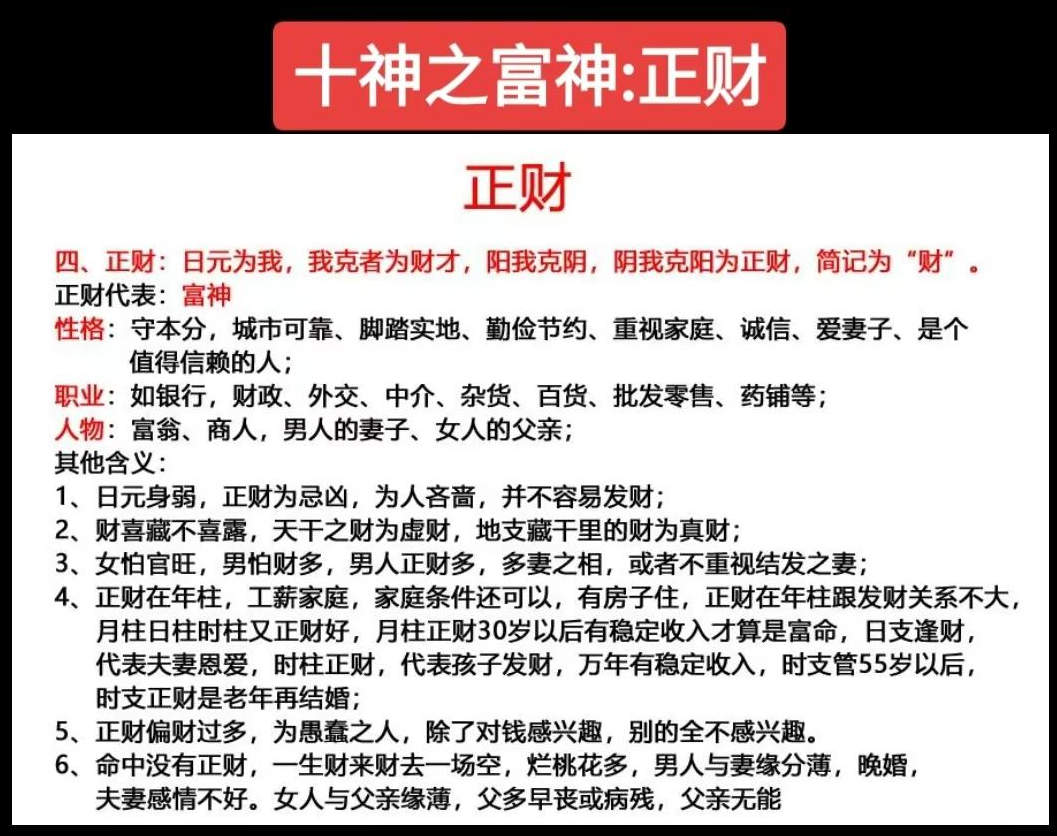 十神之富神:正财
正财
四、正财：日元为我，我克者为财才，阳我克阴，阴我克阳为正财，简记为“财”。
正财代表：富神
性格：守本分，城市可靠、脚踏实地、勤俭节约、重视家庭、诚信、爱妻子、是个
值得信赖的人；
职业：如银行，财政、外交、中介、杂货、百货、批发零售、药铺等；
人物：富翁、商人，男人的妻子、女人的父亲；
其他含义：
1、日元身弱，正财为忌凶，为人吝啬，并不容易发财；
2、财喜藏不喜露，天干之财为虚财，地支藏干里的财为真财；
3、女怕官旺，男怕财多，男人正财多，多妻之相，或者不重视结发之妻；
4、正财在年柱，工薪家庭，家庭条件还可以，有房子住，正财在年柱跟发财关系不大，
月柱日柱时柱又正财好，月柱正财30岁以后有稳定收入才算是富命，日支逢财，
代表夫妻恩爱，时柱正财，代表孩子发财，万年有稳定收入，时支管55岁以后，
时支正财是老年再结婚；
5、正财偏财过多，为愚蠢之人，除了对钱感兴趣，别的全不感兴趣。
6、命中没有正财，一生财来财去一场空，烂桃花多，男人与妻缘分薄，晚婚，
夫妻感情不好。女人与父亲缘薄，父多早丧或病残，父亲无能